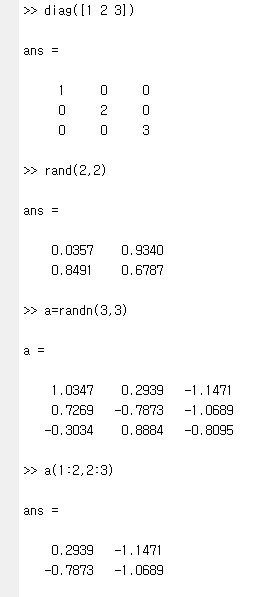 >> diag([1 2 3])
ans =
1 0 0
0 2 0
0 0 3
>> rand(2,2)
ans =
0.0357 0.9340
0.8491 0.6787
>> a=randn(3,3)
a =
1.0347 0.2939 -1.1471
0.7269 -0.7873 -1.0689
-0.3034 0.8884 -0.8095
>> a(1:2,2:3)
ans =
0.2939 -1.1471
-0.7873 -1.0689